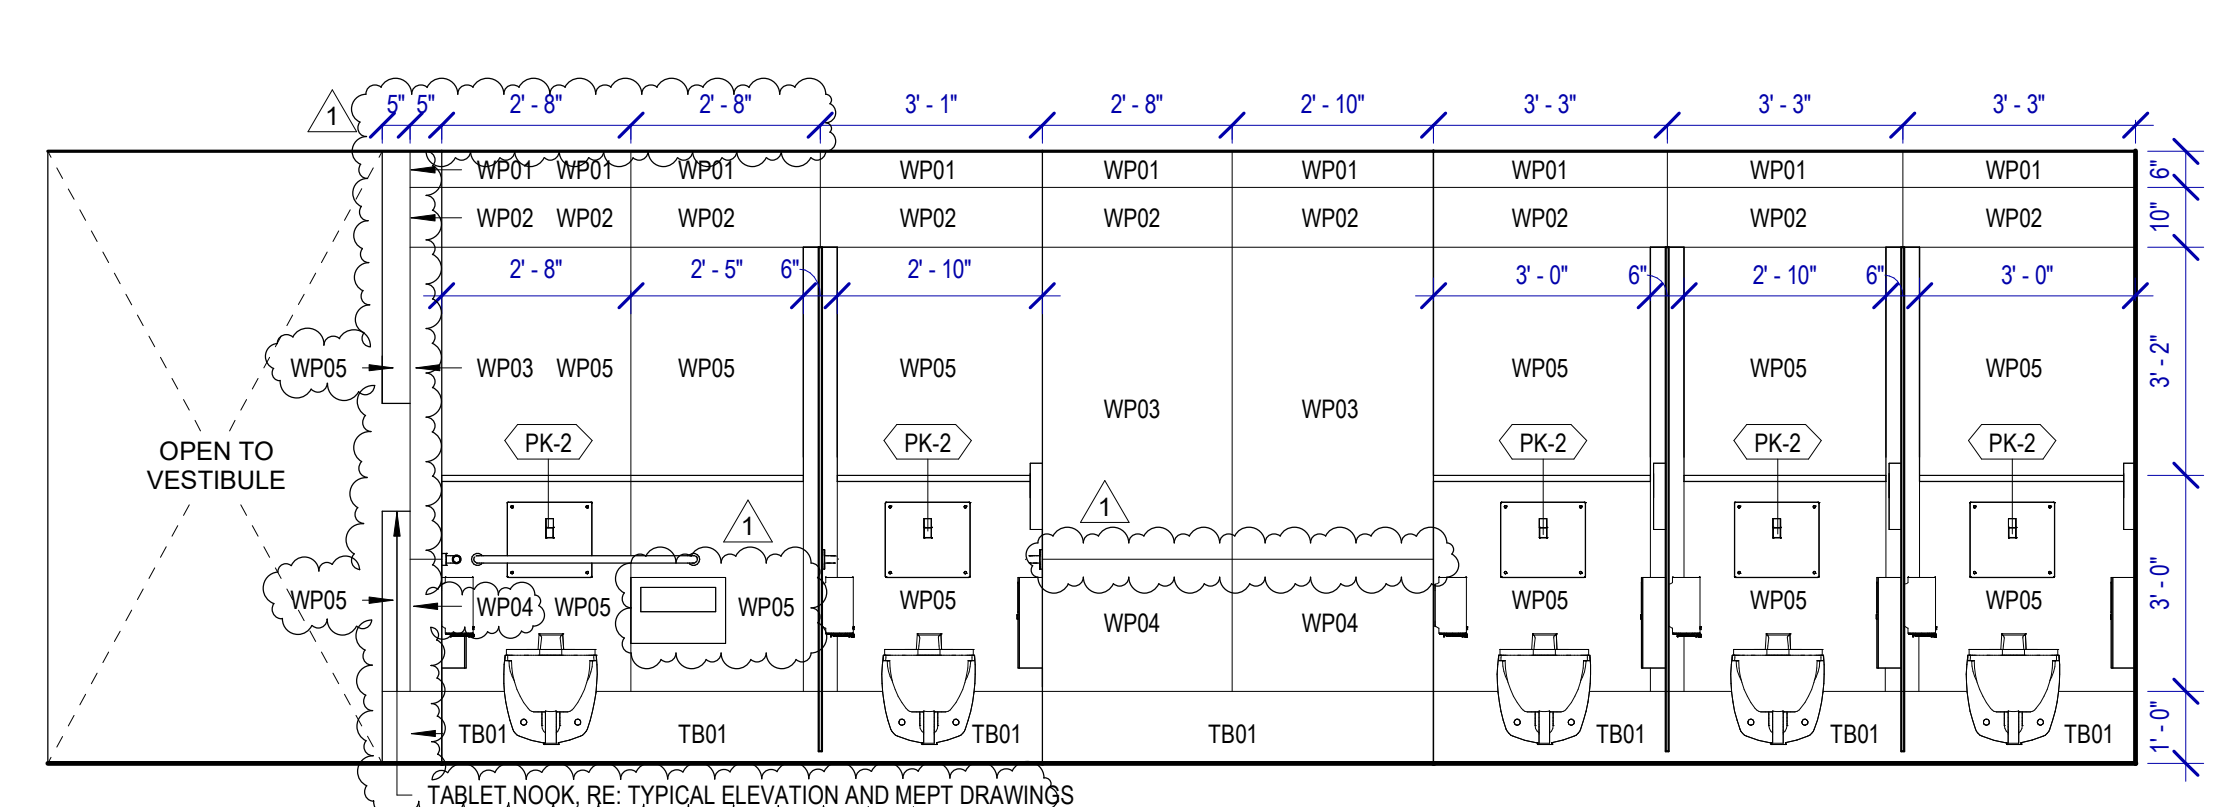 1
5" 5" 2' - 8" 2' - 8" 3' - 1" 2' - 8" 2' - 10" 3' - 3" 3' - 3" 3' - 3"
WP01 WP01 WP01 WP01 WP01 WP01 WP01 WP01 WP01
6"
WP02 WP02 WP02 WP02 WP02 WP02 WP02 WP02 WP02
10"
2' - 8" 2' - 5" 6" 2' - 10" 3' - 0" 6" 2' - 10" 6" 3' - 0"
WP05 WP03 WP05 WP05 WP05 WP05 WP05 WP05
3' - 2"
WP03 WP03
OPEN TO
VESTIBULE
PK-2 PK-2 PK-2 PK-2 PK-2
1 1
WP05 WP04 WP05 WP05 WP05 WP05 WP05 WP05
3' - 0"
WP04 WP04
TB01 TB01 TB01 TB01 TB01 TB01 TB01
1' - 0"
TABLET NOOK, RE: TYPICAL ELEVATION AND MEPT DRAWINGS